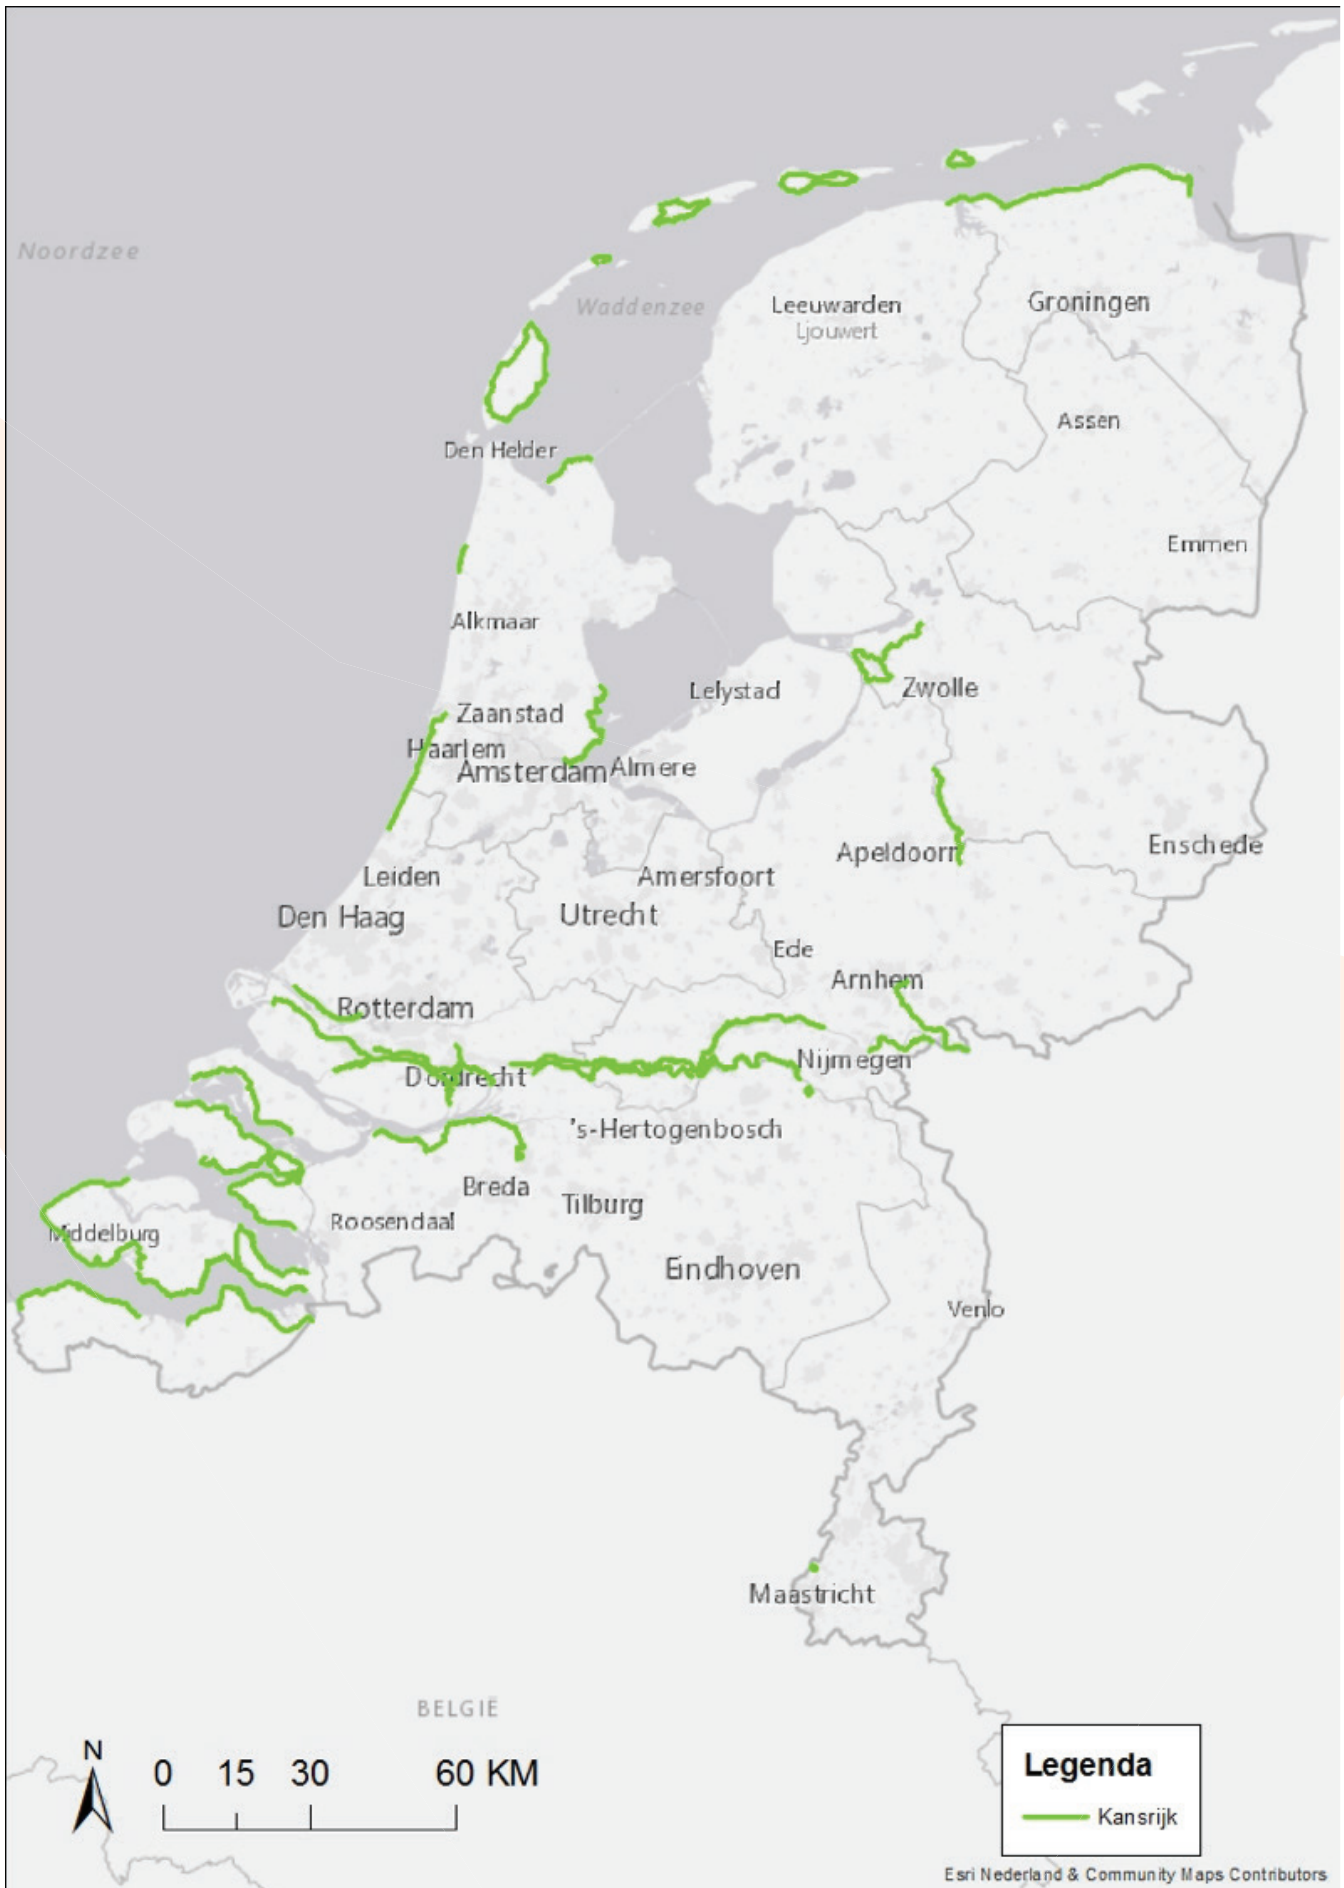 Noordzee
Waddenzee
Leeuwarden
Ljouwert
Groningen
Assen
Den Helder
Emmen
Alkmaar
Lelystad
Zwolle
Zaanstad
Haarlem
Amsterdam
Almere
Apeldoorn
Enschede
Leiden
Amersfoort
Den Haag
Utrecht
Ede
Arnhem
Rotterdam
Nijmegen
Dordrecht
's-Hertogenbosch
Breda
Tilburg
Roosendaal
Middelburg
Eindhoven
Venlo
Maastricht
BELGIË
N
0 15 30 60 KM
Legenda
Kansrijk
Esri Nederland & Community Maps Contributors